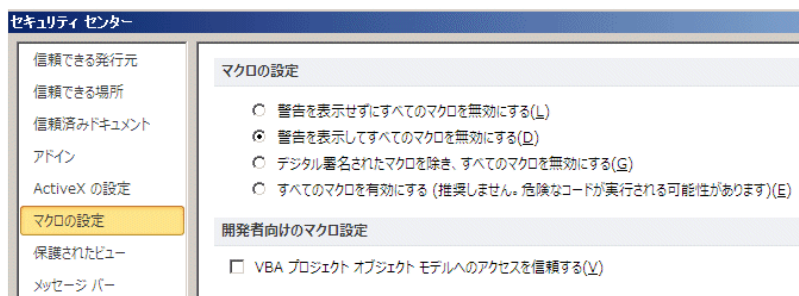 セキュリティ センター
信頼できる発行元
信頼できる場所
信頼済みドキュメント
アドイン
ActiveX の設定
マクロの設定
保護されたビュー
メッセージ バー
マクロの設定
警告を表示せずにすべてのマクロを無効にする(L)
警告を表示してすべてのマクロを無効にする(D)
デジタル署名されたマクロを除き、すべてのマクロを無効にする(G)
すべてのマクロを有効にする (推奨しません。危険なコードが実行される可能性があります)(E)
開発者向けのマクロ設定
VBA プロジェクト オブジェクト モデルへのアクセスを信頼する(V)